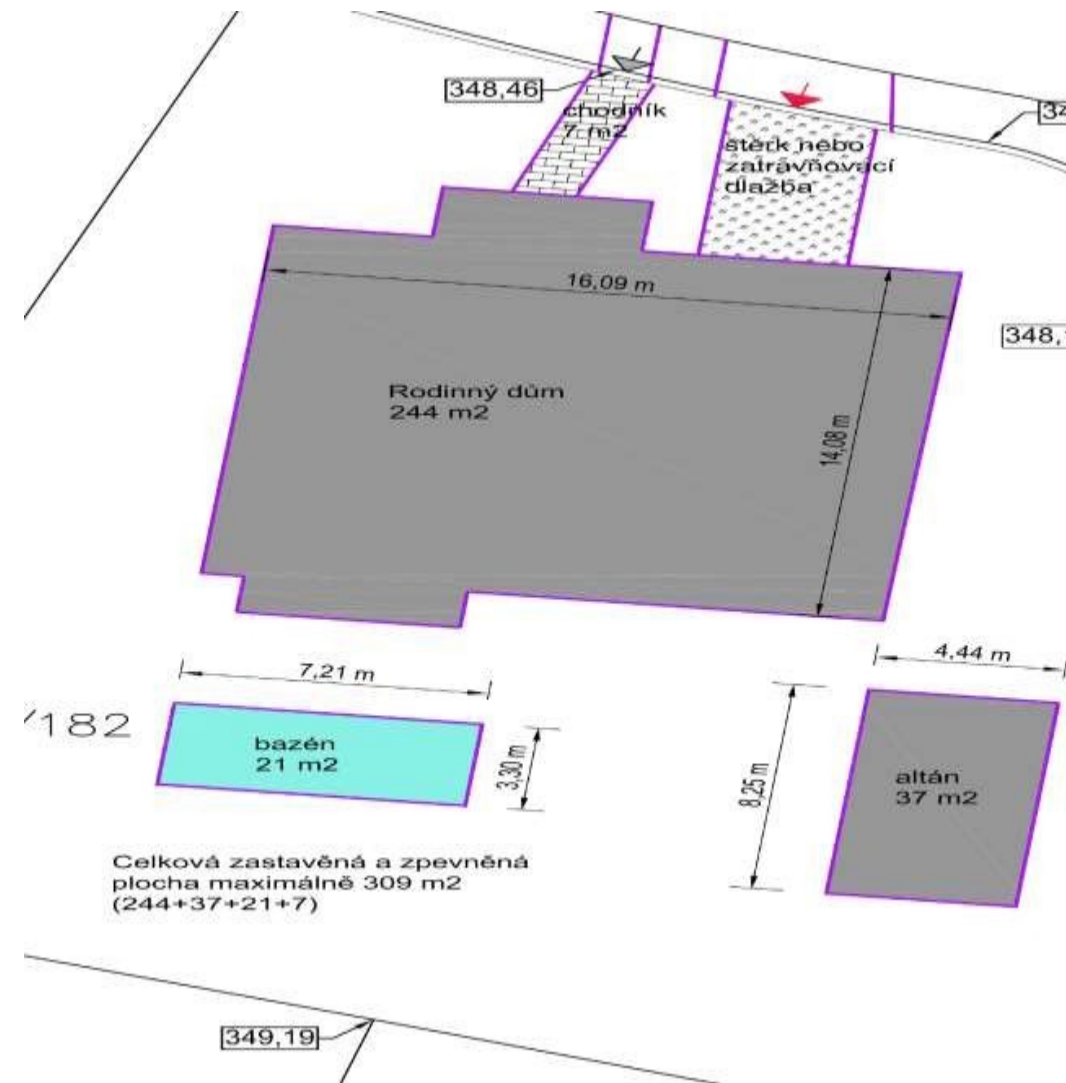 348,46
chodník
7 m2
34
štěrk nebo
zatravňovací
dlažba
16,09 m
348,
Rodinný dům
244 m2
14,08 m
7,21 m
4,44 m
/182
bazén
21 m2
3,30 m
8,25 m
altán
37 m2
Celková zastavěná a zpevněná
plocha maximálně 309 m2
(244+37+21+7)
349,19